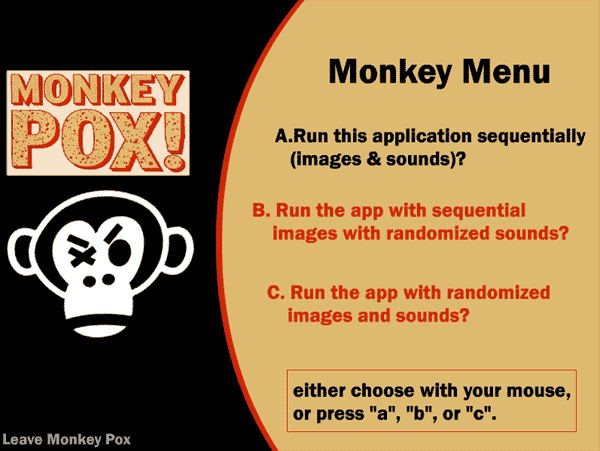 MONKEY
POX!
Monkey Menu
A.Run this application sequentially
(images & sounds)?
B. Run the app with sequential
images with randomized sounds?
C. Run the app with randomized
images and sounds?
either choose with your mouse,
or press "a", "b", or "c".
Leave Monkey Pox